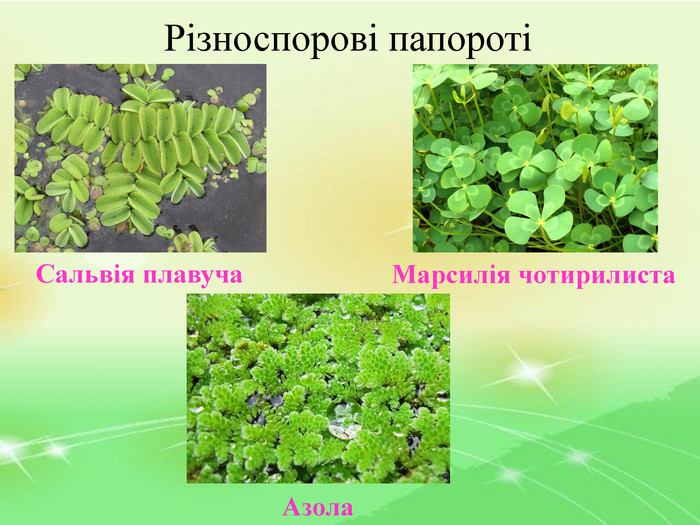 Різноспорові папороті
Сальвія плавуча
Марсилія чотирилиста
Азола